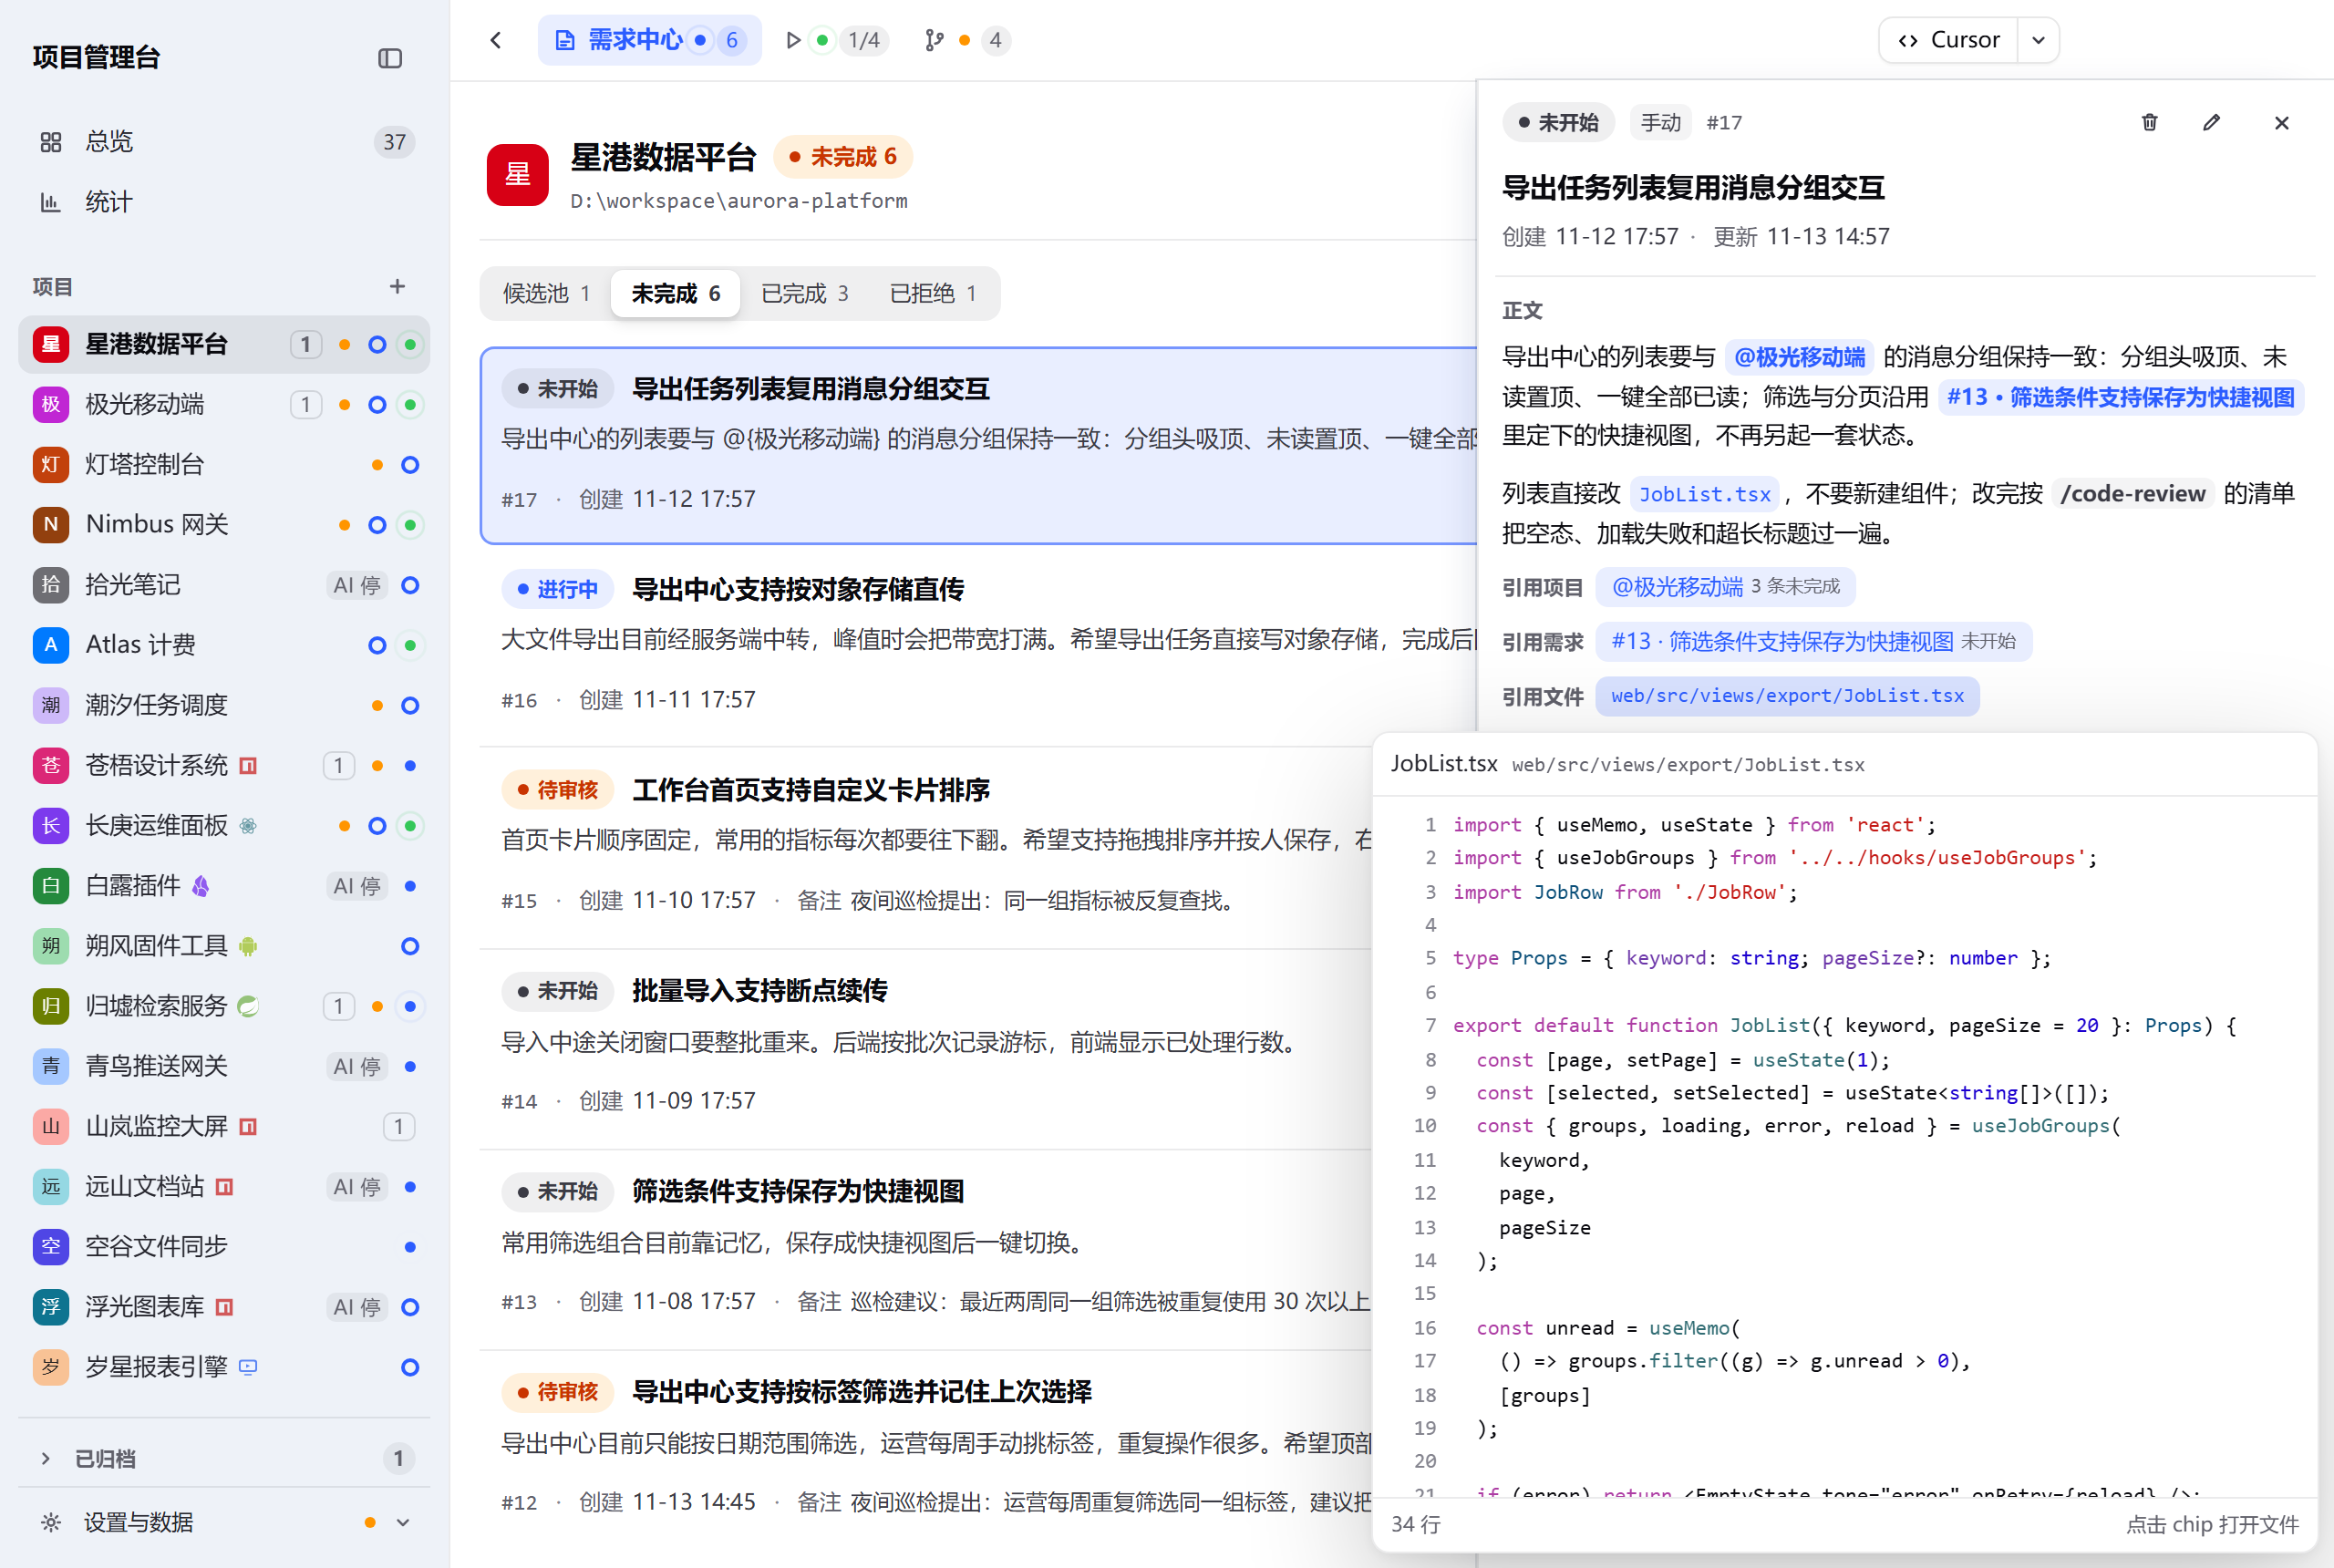 项目管理台
总览 37
统计
项目
星 星港数据平台 1
极 极光移动端 1
灯 灯塔控制台
N Nimbus 网关
拾 拾光笔记 AI 停
A Atlas 计费
潮 潮汐任务调度
苍 苍梧设计系统 1
长 长庚运维面板
白 白露插件 AI 停
朔 朔风固件工具
归 归墟检索服务 1
青 青鸟推送网关 AI 停
山 山岚监控大屏 1
远 远山文档站 AI 停
空 空谷文件同步
浮 浮光图表库 AI 停
岁 岁星报表引擎
已归档 1
设置与数据
需求中心 6 1/4 4
Cursor
星 星港数据平台 未完成 6
D:\workspace\aurora-platform
候选池 1 未完成 6 已完成 3 已拒绝 1
未开始 导出任务列表复用消息分组交互
导出中心的列表要与 @{极光移动端} 的消息分组保持一致：分组头吸顶、未读置顶、一键全部
#17 · 创建 11-12 17:57
进行中 导出中心支持按对象存储直传
大文件导出目前经服务端中转，峰值时会把带宽打满。希望导出任务直接写对象存储，完成后
#16 · 创建 11-11 17:57
待审核 工作台首页支持自定义卡片排序
首页卡片顺序固定，常用的指标每次都要往下翻。希望支持拖拽排序并按人保存，
#15 · 创建 11-10 17:57 · 备注 夜间巡检提出：同一组指标被反复查找。
未开始 批量导入支持断点续传
导入中途关闭窗口要整批重来。后端按批次记录游标，前端显示已处理行数。
#14 · 创建 11-09 17:57
未开始 筛选条件支持保存为快捷视图
常用筛选组合目前靠记忆，保存成快捷视图后一键切换。
#13 · 创建 11-08 17:57 · 备注 巡检建议：最近两周同一组筛选被重复使用 30 次以上
待审核 导出中心支持按标签筛选并记住上次选择
导出中心目前只能按日期范围筛选，运营每周手动挑标签，重复操作很多。希望顶部
#12 · 创建 11-13 14:45 · 备注 夜间巡检提出：运营每周重复筛选同一组标签，建议把
未开始 手动 #17
导出任务列表复用消息分组交互
创建 11-12 17:57 · 更新 11-13 14:57
正文
导出中心的列表要与 @极光移动端 的消息分组保持一致：分组头吸顶、未
读置顶、一键全部已读；筛选与分页沿用 #13 • 筛选条件支持保存为快捷视图
里定下的快捷视图，不再另起一套状态。
列表直接改 JobList.tsx ，不要新建组件；改完按 /code-review 的清单
把空态、加载失败和超长标题过一遍。
引用项目 @极光移动端 3 条未完成
引用需求 #13 · 筛选条件支持保存为快捷视图 未开始
引用文件 web/src/views/export/JobList.tsx
JobList.tsx web/src/views/export/JobList.tsx
1 import { useMemo, useState } from 'react';
2 import { useJobGroups } from '../../hooks/useJobGroups';
3 import JobRow from './JobRow';
4
5 type Props = { keyword: string; pageSize?: number };
6
7 export default function JobList({ keyword, pageSize = 20 }: Props) {
8 const [page, setPage] = useState(1);
9 const [selected, setSelected] = useState<string[]>([]);
10 const { groups, loading, error, reload } = useJobGroups(
11 keyword,
12 page,
13 pageSize
14 );
15
16 const unread = useMemo(
17 () => groups.filter((g) => g.unread > 0),
18 [groups]
19 );
20
21 if (error) return <EmptyState tone="error" onRetry={reload} />;
34 行 点击 chip 打开文件